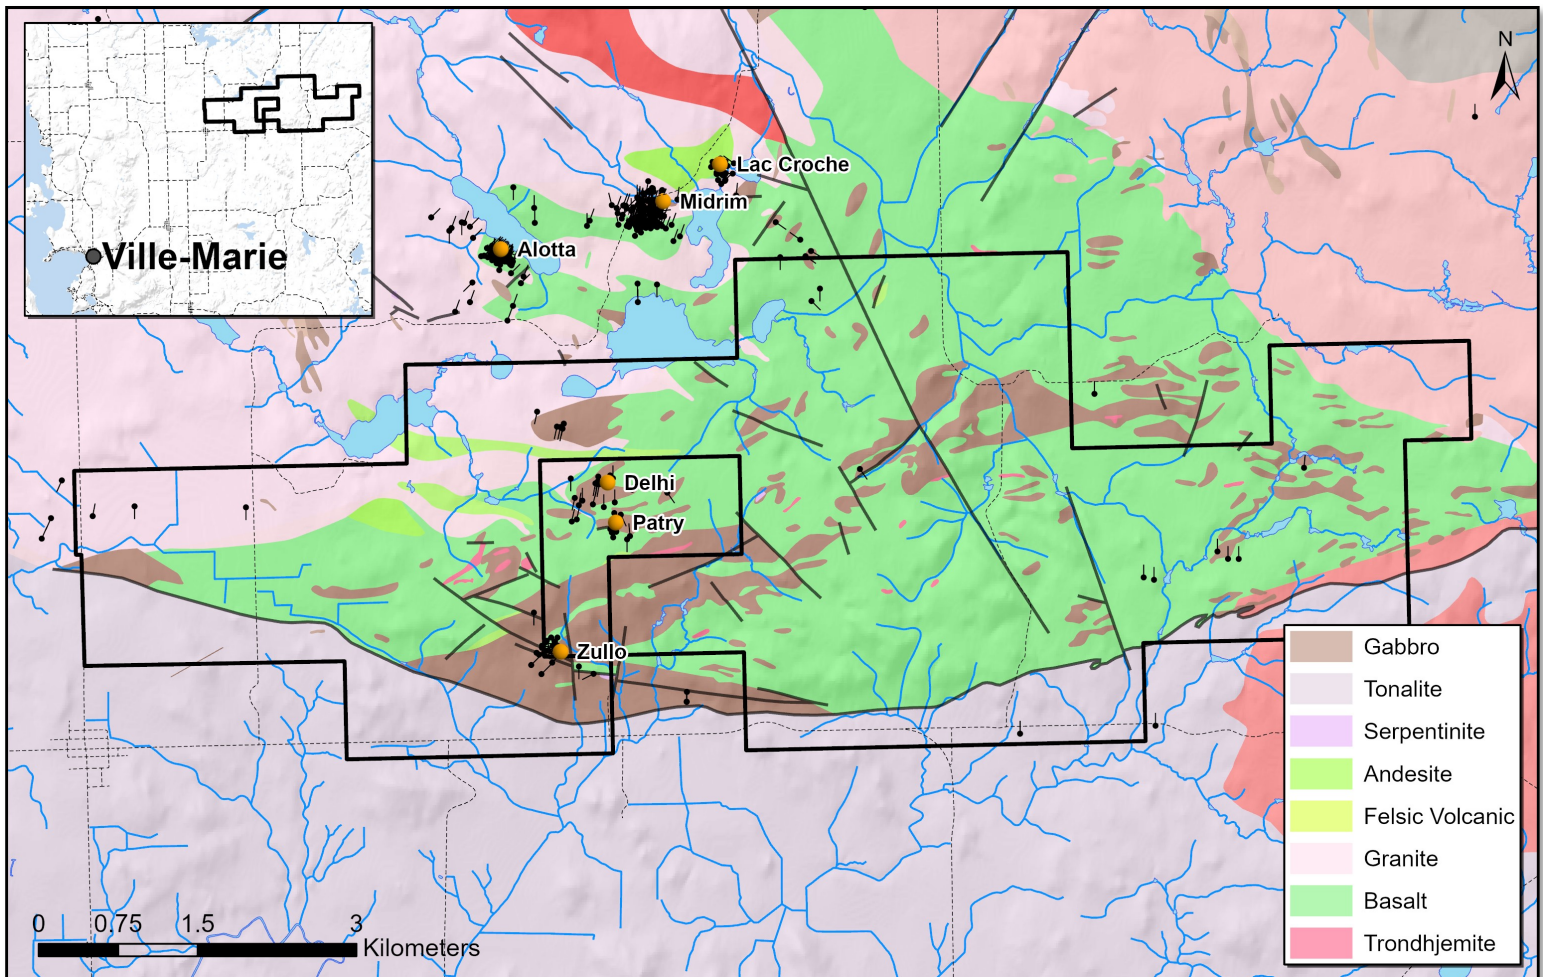 N
Ville-Marie
Lac Croche
Midrim
Alotta
Delhi
Patry
Zullo
Gabbro
Tonalite
Serpentinite
Andesite
Felsic Volcanic
Granite
Basalt
Trondhjemite
0 0.75 1.5 3
Kilometers